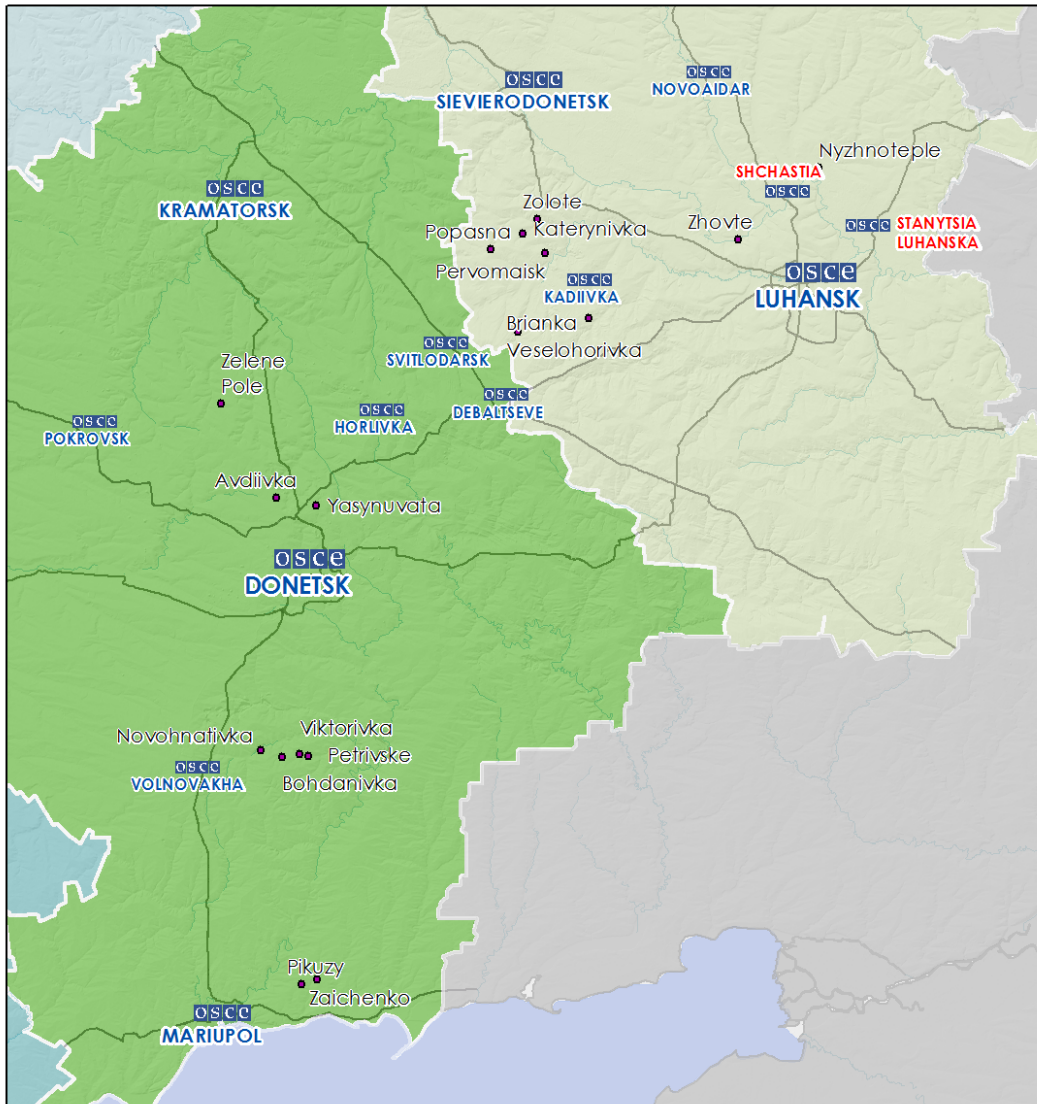 osce
SIEVIERODONETSK
osce
NOVOAIDAR
Nyzhnoteple
SHCHASTIA
osce
osce
KRAMATORSK
Zolote
Popasna
Katerynivka
Zhovte
osce
STANYTSIA
LUHANSKA
Pervomaisk
osce
KADIIVKA
osce
LUHANSK
Brianka
Veselohorivka
osce
SVITLODARSK
Zelene
Pole
osce
DEBALTSEVE
osce
HORLIVKA
osce
POKROVSK
Avdiivka
Yasynuvata
osce
DONETSK
Novohnativka
Viktorivka
Petrivske
Bohdanivka
osce
VOLNOVAKHA
Pikuzy
Zaichenko
osce
MARIUPOL